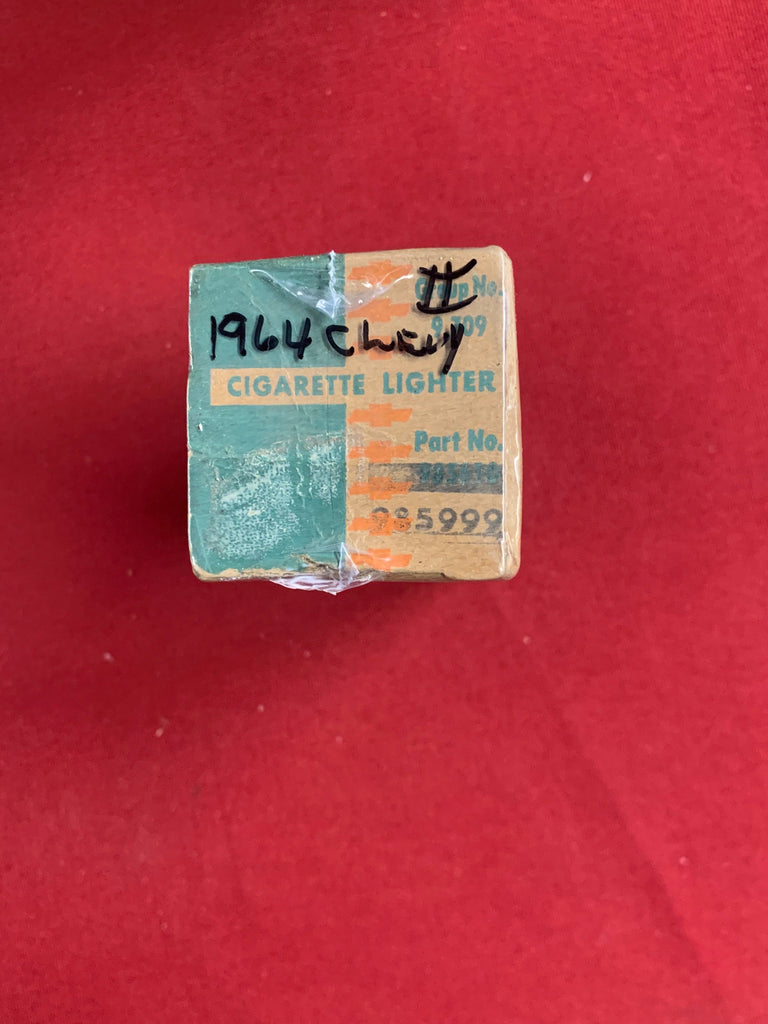 II
Group No.
9.709
1964 Chevy
CIGARETTE LIGHTER
Part No.
985999